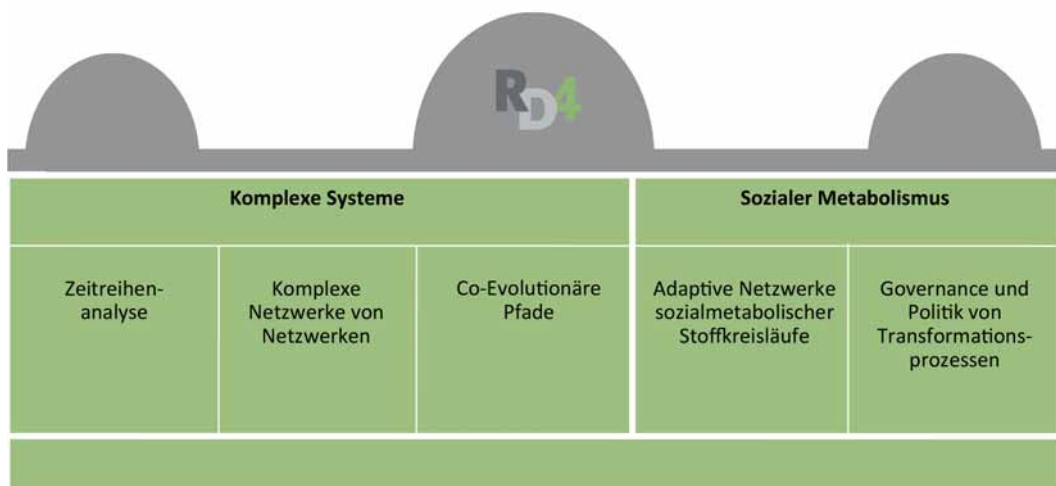 RD4
Komplexe Systeme
Sozialer Metabolismus
Zeitreihen-
analyse
Komplexe
Netzwerke von
Netzwerken
Co-Evolutionäre
Pfade
Adaptive Netzwerke
sozialmetabolischer
Stoffkreisläufe
Governance und
Politik von
Transformations-
prozessen